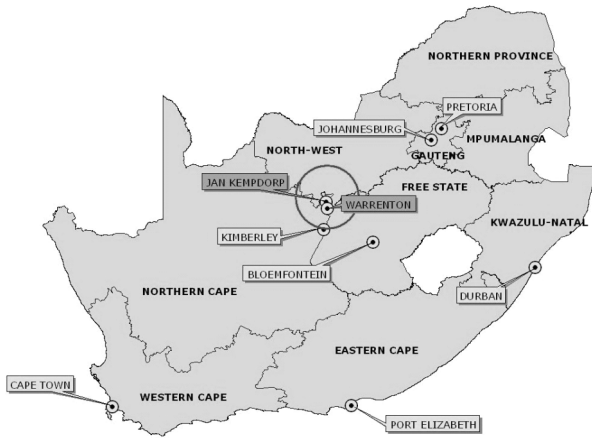 NORTHERN PROVINCE
PRETORIA
JOHANNESBURG
MPUMALANGA
NORTH-WEST
GAUTENG
JAN KEMPDORP
FREE STATE
WARRENTON
KWAZULU-NATAL
KIMBERLEY
BLOEMFONTEIN
NORTHERN CAPE
DURBAN
EASTERN CAPE
CAPE TOWN
WESTERN CAPE
PORT ELIZABETH